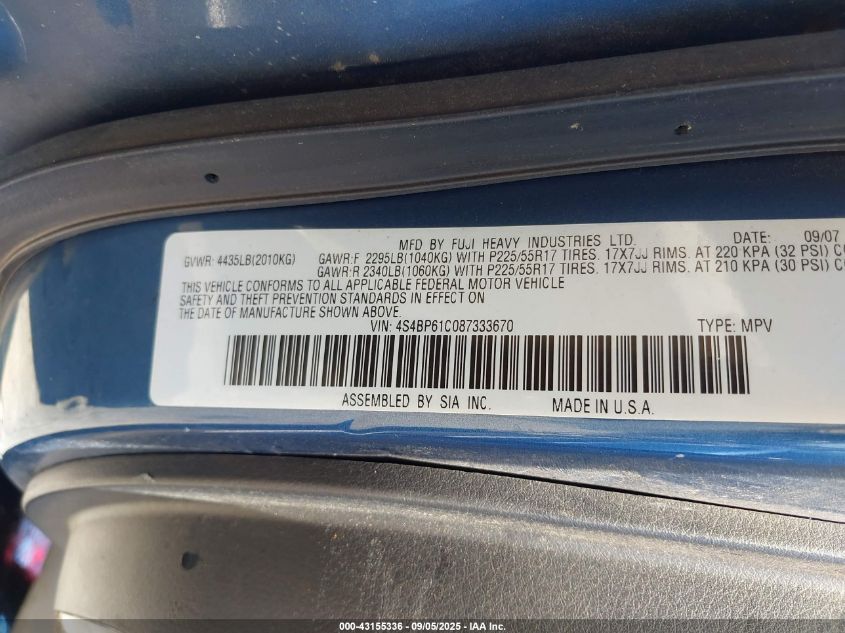 MFD BY FUJI HEAVY INDUSTRIES LTD. DATE: 09/07
GVWR: 4435LB(2010KG) GAWR:F 2295LB(1040KG) WITH P225/55R17 TIRES. 17X7JJ RIMS. AT 220 KPA (32 PSI)
GAWR:R 2340LB(1060KG) WITH P225/55R17 TIRES. 17X7JJ RIMS. AT 210 KPA (30 PSI)
THIS VEHICLE CONFORMS TO ALL APPLICABLE FEDERAL MOTOR VEHICLE
SAFETY AND THEFT PREVENTION STANDARDS IN EFFECT ON
THE DATE OF MANUFACTURE SHOWN ABOVE.
VIN: 4S4BP61C087333670 TYPE: MPV
ASSEMBLED BY SIA INC. MADE IN U.S.A.
000-43155336 - 09/05/2025 - IAA Inc.